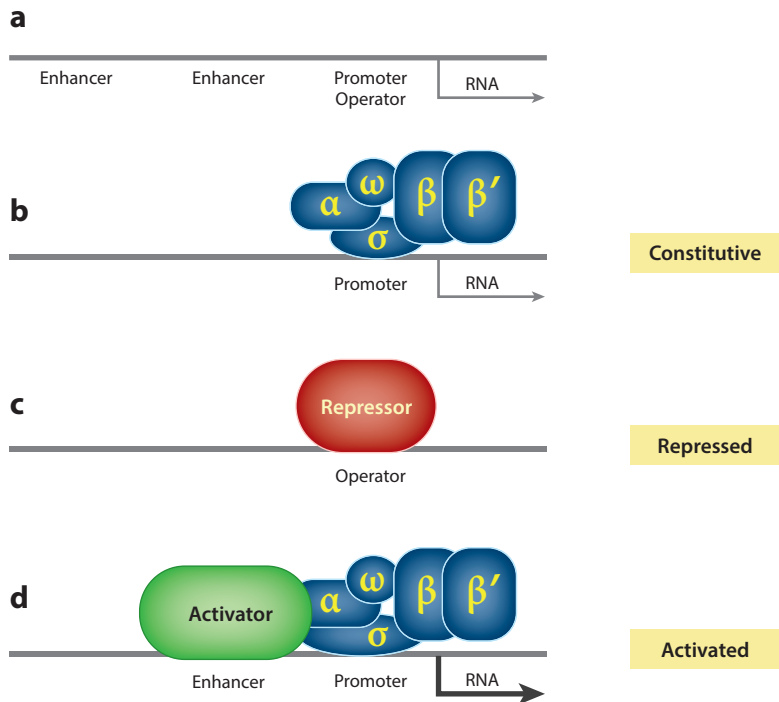 a
Enhancer Enhancer Promoter RNA
Operator
b
α ω β β′
σ
Constitutive
Promoter RNA
c
Repressor
Repressed
Operator
d
Activator α ω β β′
σ
Activated
Enhancer Promoter RNA